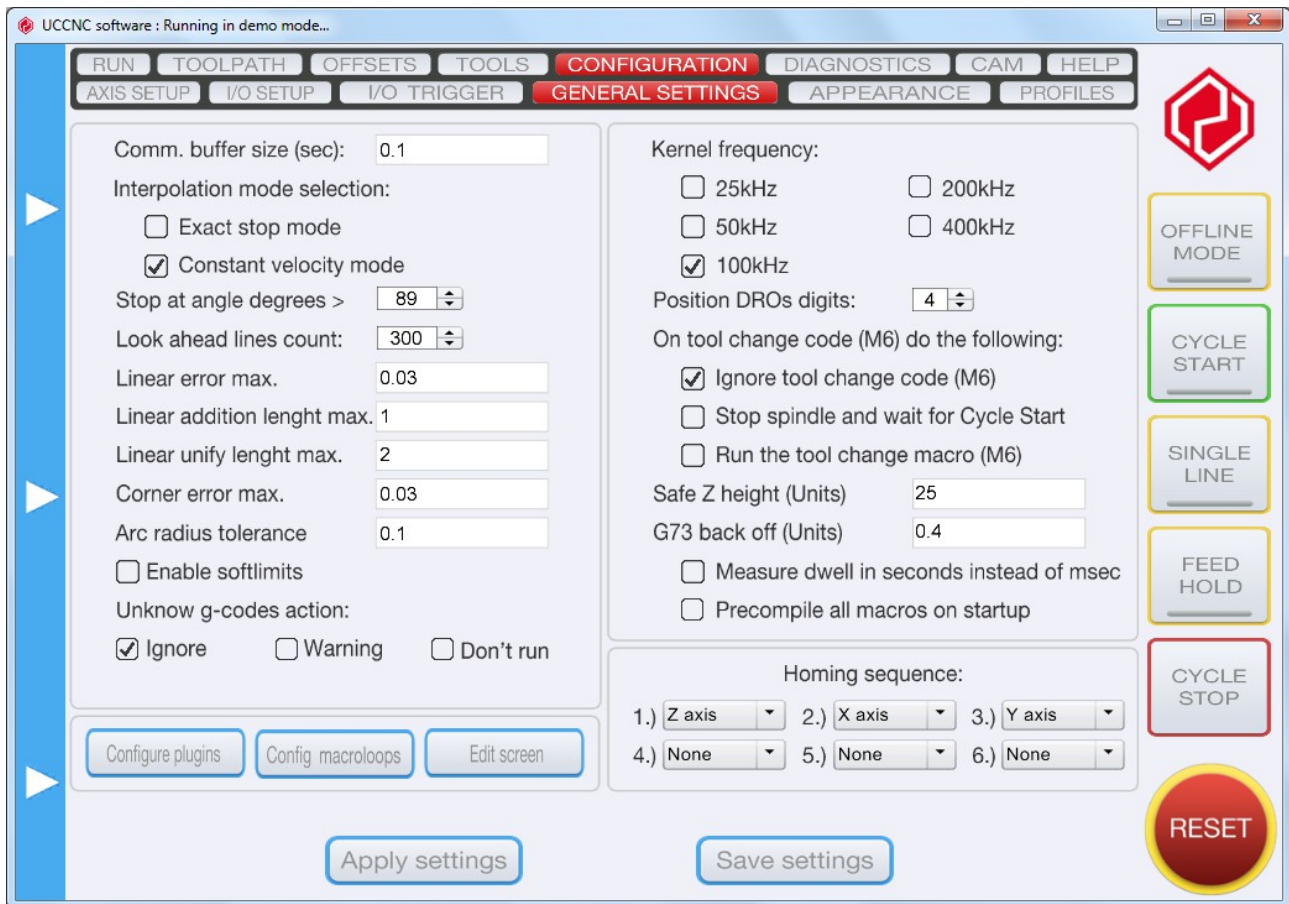 UCCNC software : Running in demo mode...
RUN TOOLPATH OFFSETS TOOLS CONFIGURATION DIAGNOSTICS CAM HELP
AXIS SETUP I/O SETUP I/O TRIGGER GENERAL SETTINGS APPEARANCE PROFILES
Comm. buffer size (sec): 0.1
Interpolation mode selection:
Exact stop mode
Constant velocity mode
Stop at angle degrees > 89
Look ahead lines count: 300
Linear error max. 0.03
Linear addition lenght max. 1
Linear unify lenght max. 2
Corner error max. 0.03
Arc radius tolerance 0.1
Enable softlimits
Unknow g-codes action:
Ignore Warning Don't run
Configure plugins Config macroloops Edit screen
Kernel frequency:
25kHz 200kHz
50kHz 400kHz
100kHz
Position DROs digits: 4
On tool change code (M6) do the following:
Ignore tool change code (M6)
Stop spindle and wait for Cycle Start
Run the tool change macro (M6)
Safe Z height (Units) 25
G73 back off (Units) 0.4
Measure dwell in seconds instead of msec
Precompile all macros on startup
Homing sequence:
1.) Z axis 2.) X axis 3.) Y axis
4.) None 5.) None 6.) None
Apply settings Save settings
OFFLINE
MODE
CYCLE
START
SINGLE
LINE
FEED
HOLD
CYCLE
STOP
RESET